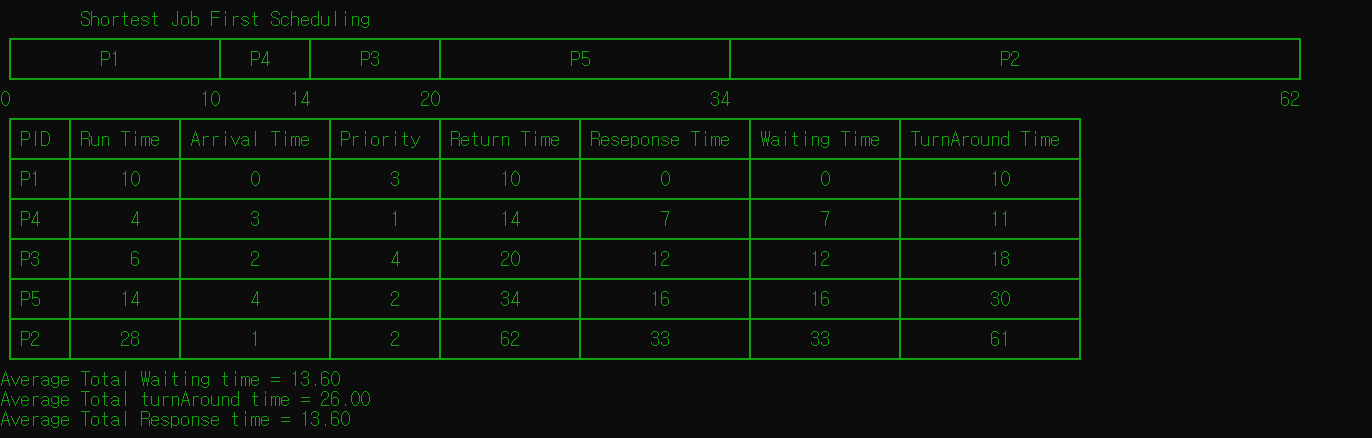 Shortest Job First Scheduling
P1 P4 P3 P5 P2
0 10 14 20 34 62
PID Run Time Arrival Time Priority Return Time Reseponse Time Waiting Time TurnAround Time
P1 10 0 3 10 0 0 10
P4 4 3 1 14 7 7 11
P3 6 2 4 20 12 12 18
P5 14 4 2 34 16 16 30
P2 28 1 2 62 33 33 61
Average Total Waiting time = 13.60
Average Total turnAround time = 26.00
Average Total Response time = 13.60